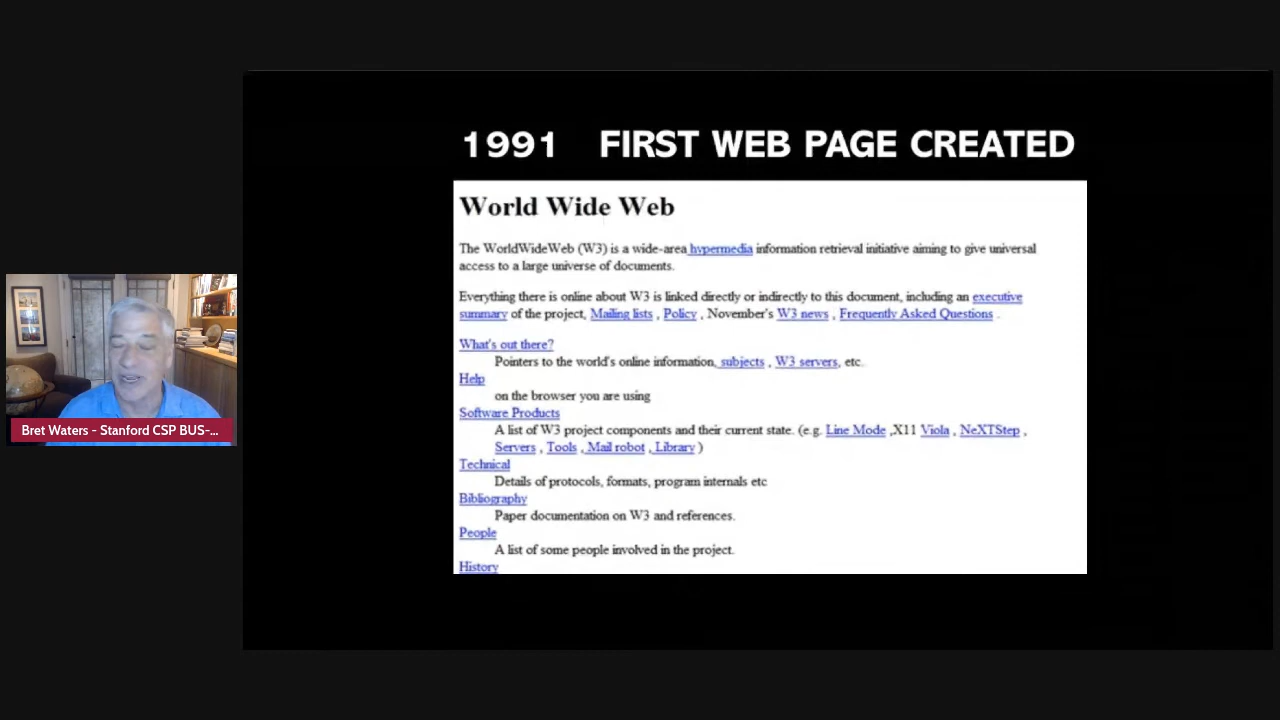 1991 FIRST WEB PAGE CREATED
World Wide Web
The WorldWideWeb (W3) is a wide-area hypermedia information retrieval initiative aiming to give universal
access to a large universe of documents.
Everything there is online about W3 is linked directly or indirectly to this document, including an executive
summary of the project, Mailing lists , Policy , November's W3 news , Frequently Asked Questions .
What's out there?
Pointers to the world's online information, subjects , W3 servers, etc.
Help
on the browser you are using
Software Products
A list of W3 project components and their current state. (e.g. Line Mode ,X11 Viola , NeXTStep ,
Servers , Tools , Mail robot , Library )
Technical
Details of protocols, formats, program internals etc
Bibliography
Paper documentation on W3 and references.
People
A list of some people involved in the project.
History
Bret Waters - Stanford CSP BUS-...